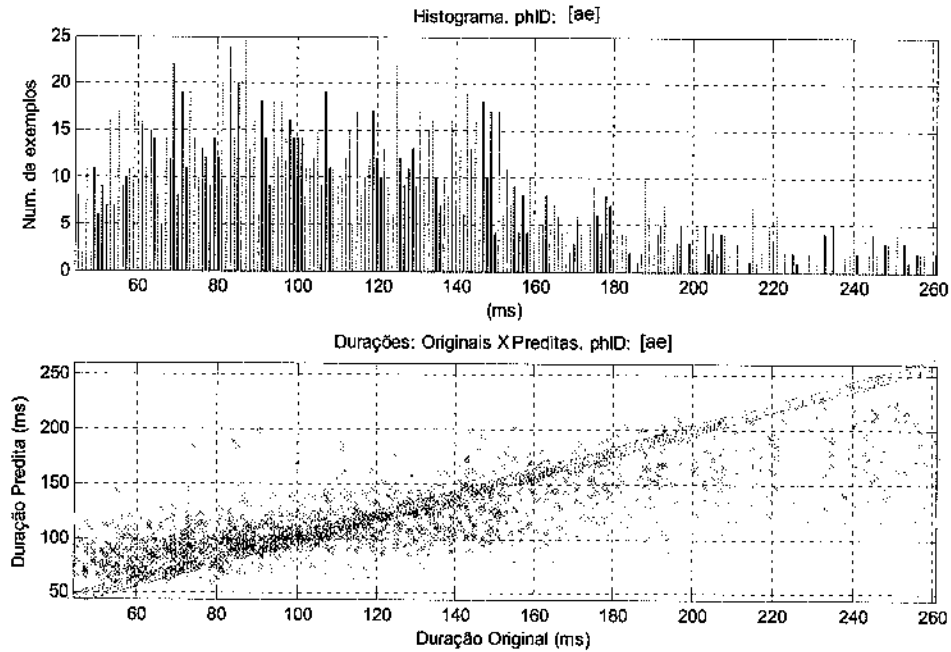 Histograma. phID: [ae]
Num. de exemplos
25
20
15
10
5
0
60 80 100 120 140 160 180 200 220 240 260
(ms)
Durações: Originais X Preditas. phID: [ae]
Duração Predita (ms)
250
200
150
100
50
60 80 100 120 140 160 180 200 220 240 260
Duração Original (ms)